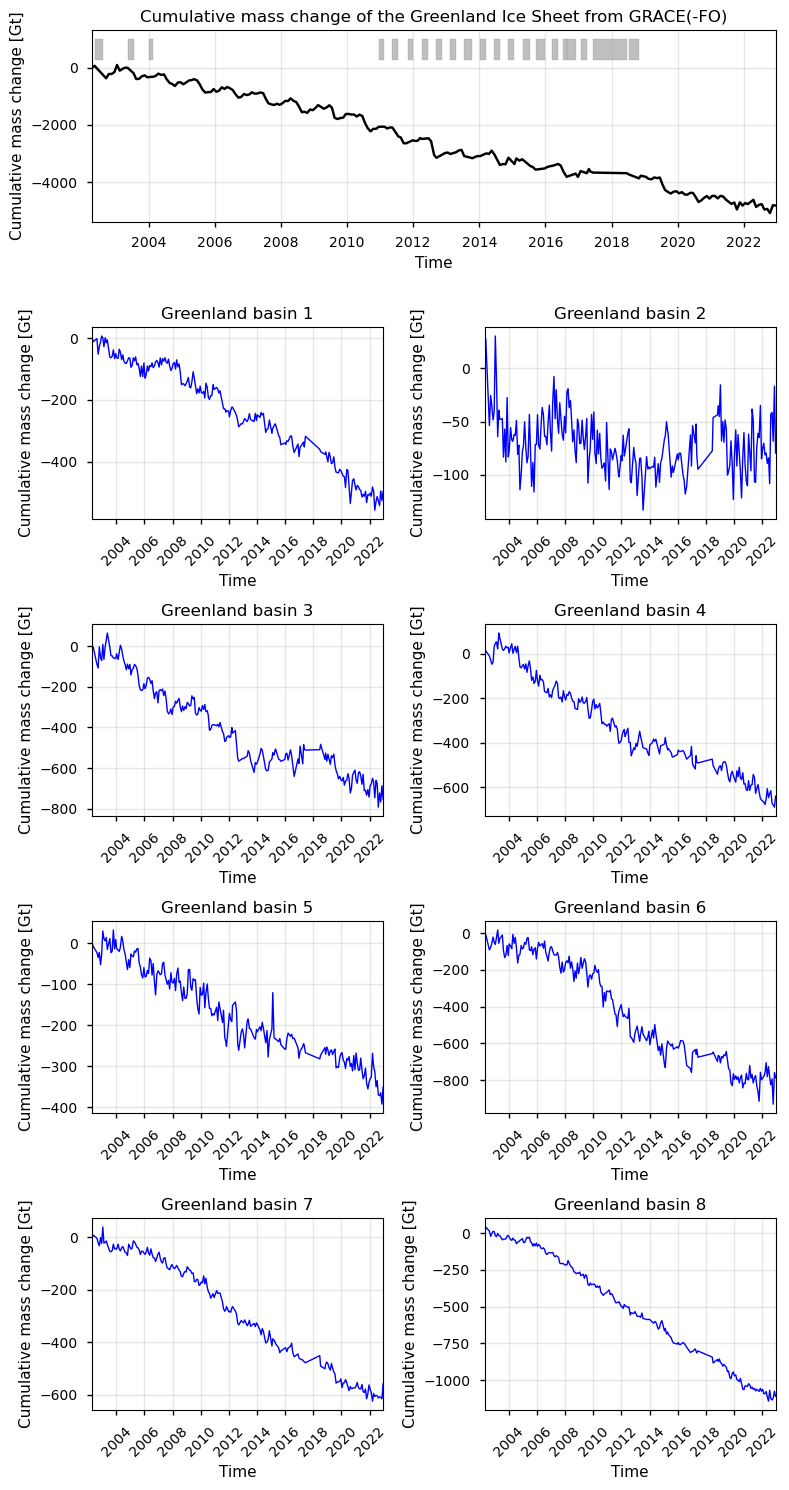 Cumulative mass change of the Greenland Ice Sheet from GRACE(-FO)
Cumulative mass change [Gt]
0
−2000
−4000
2004 2006 2008 2010 2012 2014 2016 2018 2020 2022
Time
Greenland basin 1
Cumulative mass change [Gt]
0
−200
−400
2004 2006 2008 2010 2012 2014 2016 2018 2020 2022
Time
Greenland basin 2
Cumulative mass change [Gt]
0
−50
−100
2004 2006 2008 2010 2012 2014 2016 2018 2020 2022
Time
Greenland basin 3
Cumulative mass change [Gt]
0
−200
−400
−600
−800
2004 2006 2008 2010 2012 2014 2016 2018 2020 2022
Time
Greenland basin 4
Cumulative mass change [Gt]
0
−200
−400
−600
2004 2006 2008 2010 2012 2014 2016 2018 2020 2022
Time
Greenland basin 5
Cumulative mass change [Gt]
0
−100
−200
−300
−400
2004 2006 2008 2010 2012 2014 2016 2018 2020 2022
Time
Greenland basin 6
Cumulative mass change [Gt]
0
−200
−400
−600
−800
2004 2006 2008 2010 2012 2014 2016 2018 2020 2022
Time
Greenland basin 7
Cumulative mass change [Gt]
0
−200
−400
−600
2004 2006 2008 2010 2012 2014 2016 2018 2020 2022
Time
Greenland basin 8
Cumulative mass change [Gt]
0
−250
−500
−750
−1000
2004 2006 2008 2010 2012 2014 2016 2018 2020 2022
Time